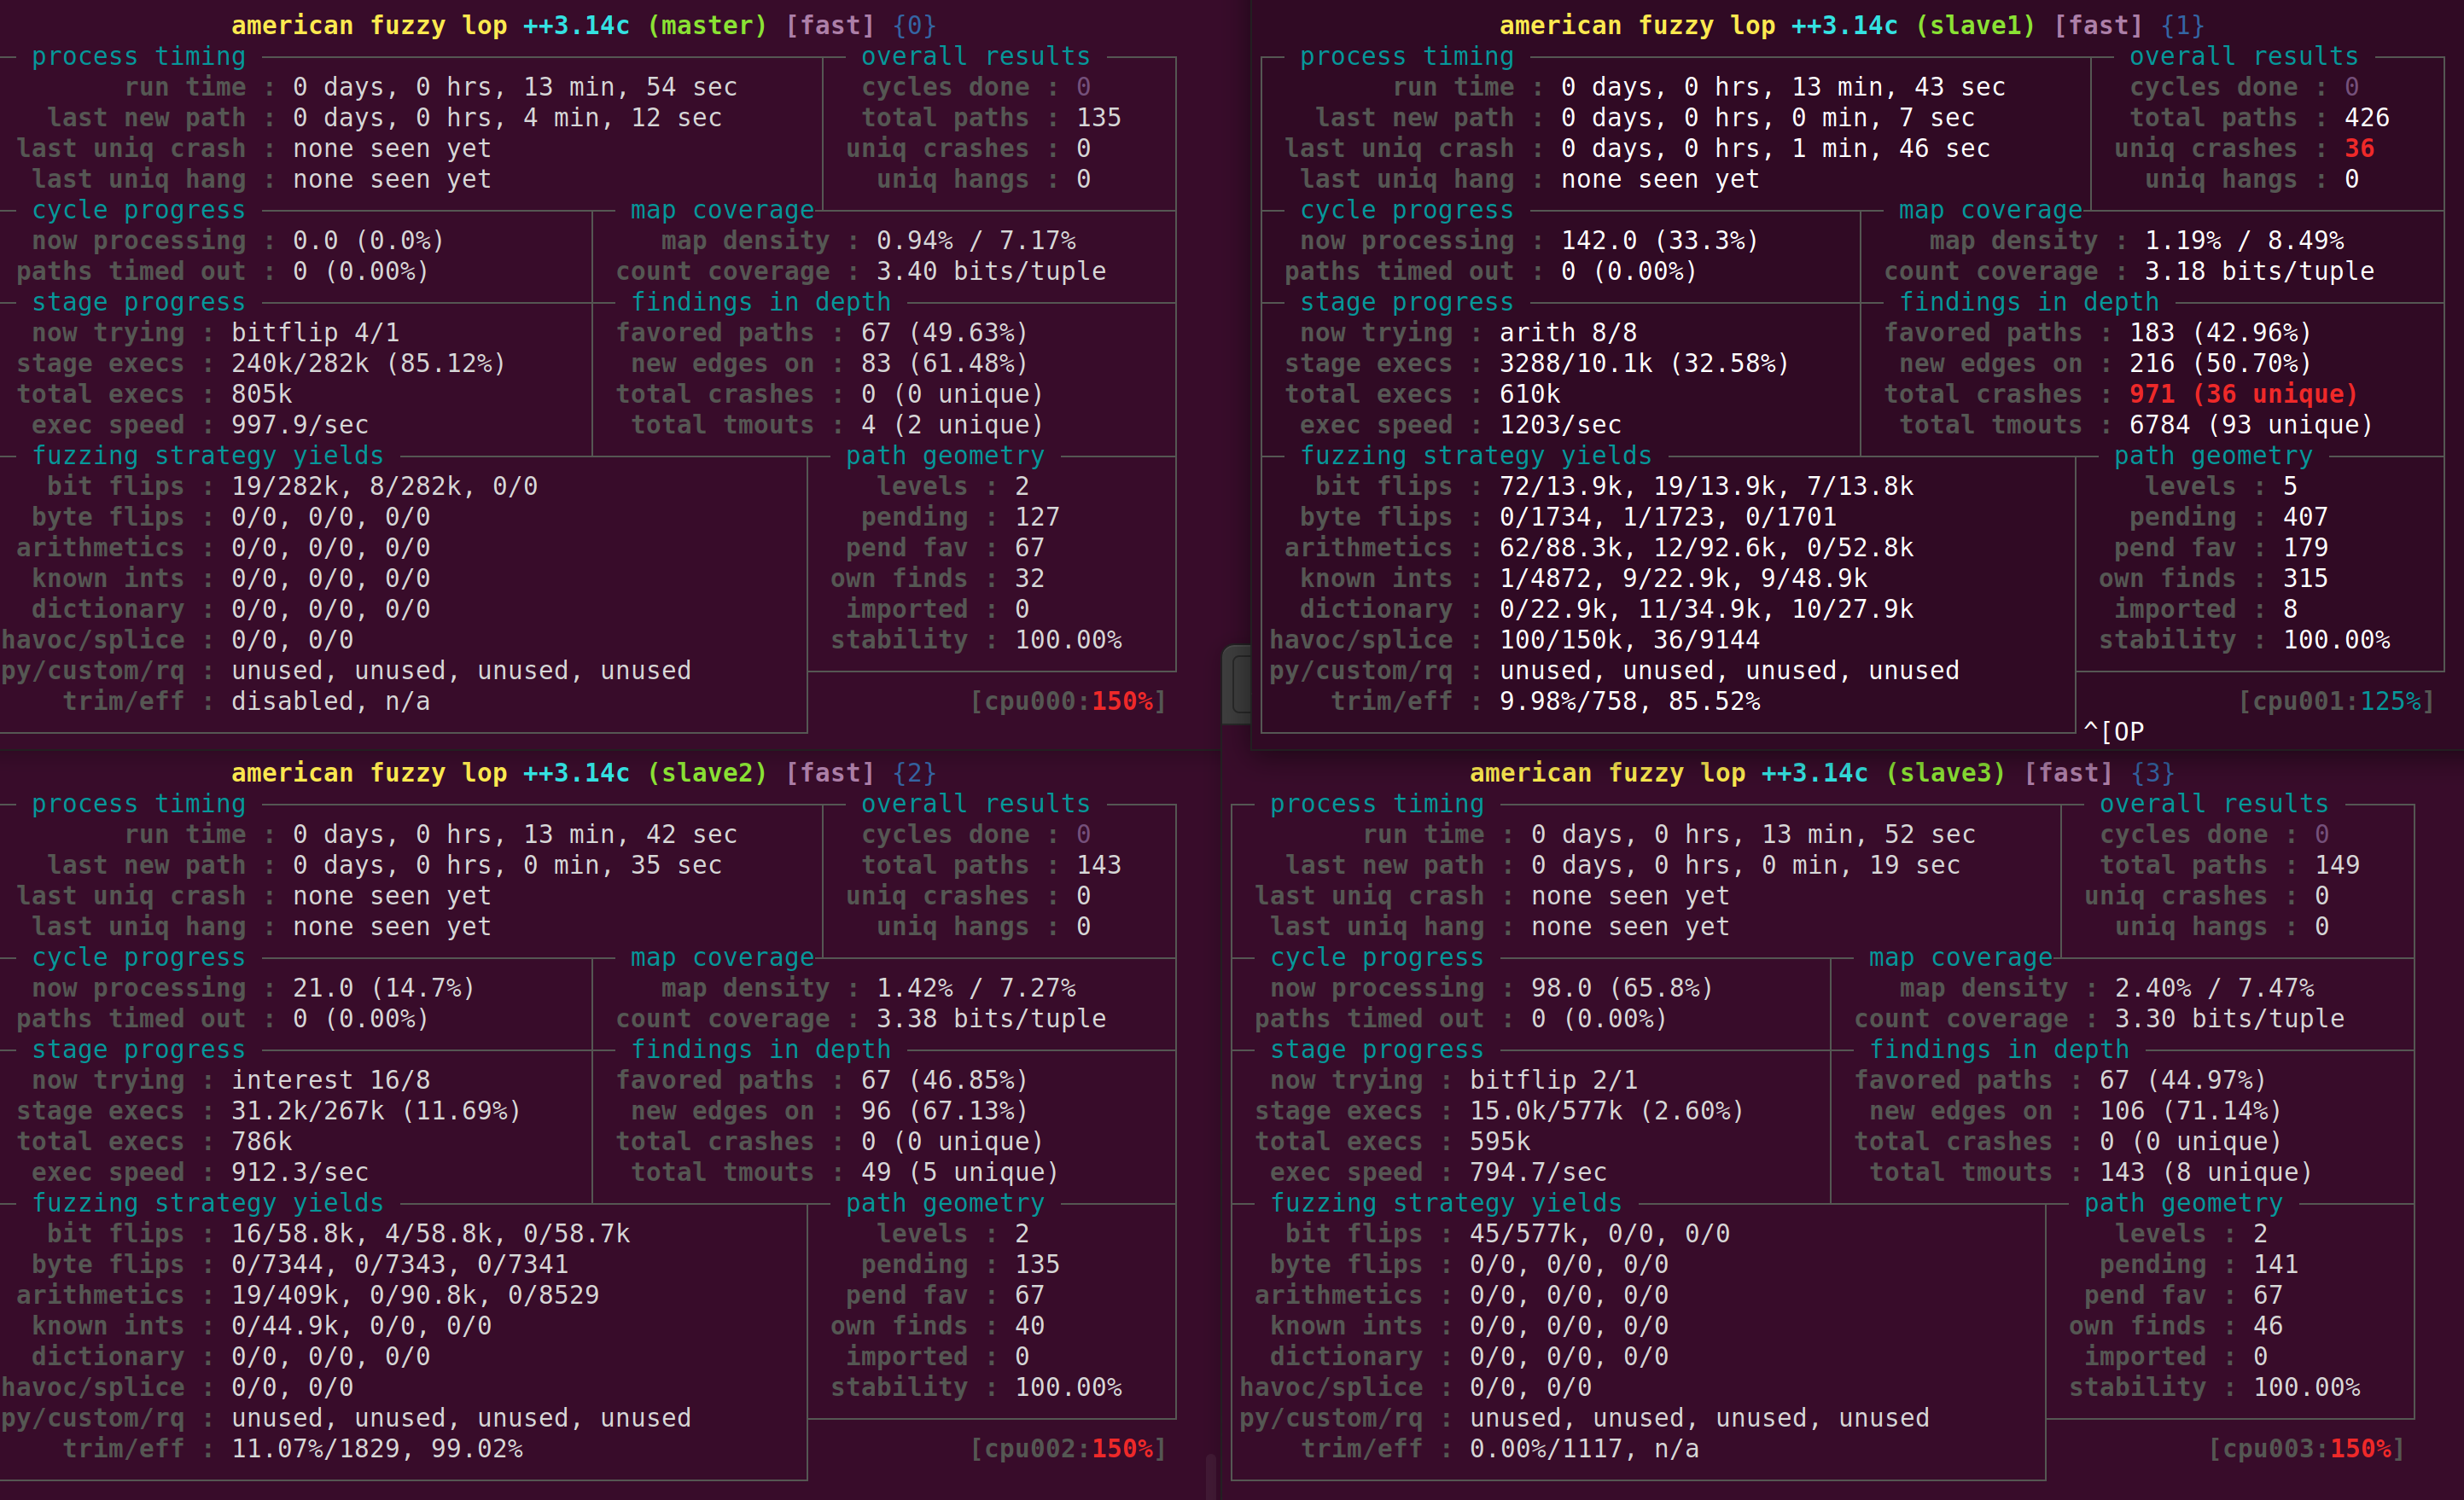 american fuzzy lop ++3.14c (master) [fast] {0}
process timing
overall results
run time : 0 days, 0 hrs, 13 min, 54 sec
cycles done : 0
last new path : 0 days, 0 hrs, 4 min, 12 sec
total paths : 135
last uniq crash : none seen yet
uniq crashes : 0
last uniq hang : none seen yet
uniq hangs : 0
cycle progress
map coverage
now processing : 0.0 (0.0%)
map density : 0.94% / 7.17%
paths timed out : 0 (0.00%)
count coverage : 3.40 bits/tuple
stage progress
findings in depth
now trying : bitflip 4/1
favored paths : 67 (49.63%)
stage execs : 240k/282k (85.12%)
new edges on : 83 (61.48%)
total execs : 805k
total crashes : 0 (0 unique)
exec speed : 997.9/sec
total tmouts : 4 (2 unique)
fuzzing strategy yields
path geometry
bit flips : 19/282k, 8/282k, 0/0
levels : 2
byte flips : 0/0, 0/0, 0/0
pending : 127
arithmetics : 0/0, 0/0, 0/0
pend fav : 67
known ints : 0/0, 0/0, 0/0
own finds : 32
dictionary : 0/0, 0/0, 0/0
imported : 0
havoc/splice : 0/0, 0/0
stability : 100.00%
py/custom/rq : unused, unused, unused, unused
trim/eff : disabled, n/a
[cpu000:150%]
american fuzzy lop ++3.14c (slave1) [fast] {1}
process timing
overall results
run time : 0 days, 0 hrs, 13 min, 43 sec
cycles done : 0
last new path : 0 days, 0 hrs, 0 min, 7 sec
total paths : 426
last uniq crash : 0 days, 0 hrs, 1 min, 46 sec
uniq crashes : 36
last uniq hang : none seen yet
uniq hangs : 0
cycle progress
map coverage
now processing : 142.0 (33.3%)
map density : 1.19% / 8.49%
paths timed out : 0 (0.00%)
count coverage : 3.18 bits/tuple
stage progress
findings in depth
now trying : arith 8/8
favored paths : 183 (42.96%)
stage execs : 3288/10.1k (32.58%)
new edges on : 216 (50.70%)
total execs : 610k
total crashes : 971 (36 unique)
exec speed : 1203/sec
total tmouts : 6784 (93 unique)
fuzzing strategy yields
path geometry
bit flips : 72/13.9k, 19/13.9k, 7/13.8k
levels : 5
byte flips : 0/1734, 1/1723, 0/1701
pending : 407
arithmetics : 62/88.3k, 12/92.6k, 0/52.8k
pend fav : 179
known ints : 1/4872, 9/22.9k, 9/48.9k
own finds : 315
dictionary : 0/22.9k, 11/34.9k, 10/27.9k
imported : 8
havoc/splice : 100/150k, 36/9144
stability : 100.00%
py/custom/rq : unused, unused, unused, unused
trim/eff : 9.98%/758, 85.52%
[cpu001:125%]
^[OP
american fuzzy lop ++3.14c (slave2) [fast] {2}
process timing
overall results
run time : 0 days, 0 hrs, 13 min, 42 sec
cycles done : 0
last new path : 0 days, 0 hrs, 0 min, 35 sec
total paths : 143
last uniq crash : none seen yet
uniq crashes : 0
last uniq hang : none seen yet
uniq hangs : 0
cycle progress
map coverage
now processing : 21.0 (14.7%)
map density : 1.42% / 7.27%
paths timed out : 0 (0.00%)
count coverage : 3.38 bits/tuple
stage progress
findings in depth
now trying : interest 16/8
favored paths : 67 (46.85%)
stage execs : 31.2k/267k (11.69%)
new edges on : 96 (67.13%)
total execs : 786k
total crashes : 0 (0 unique)
exec speed : 912.3/sec
total tmouts : 49 (5 unique)
fuzzing strategy yields
path geometry
bit flips : 16/58.8k, 4/58.8k, 0/58.7k
levels : 2
byte flips : 0/7344, 0/7343, 0/7341
pending : 135
arithmetics : 19/409k, 0/90.8k, 0/8529
pend fav : 67
known ints : 0/44.9k, 0/0, 0/0
own finds : 40
dictionary : 0/0, 0/0, 0/0
imported : 0
havoc/splice : 0/0, 0/0
stability : 100.00%
py/custom/rq : unused, unused, unused, unused
trim/eff : 11.07%/1829, 99.02%
[cpu002:150%]
american fuzzy lop ++3.14c (slave3) [fast] {3}
process timing
overall results
run time : 0 days, 0 hrs, 13 min, 52 sec
cycles done : 0
last new path : 0 days, 0 hrs, 0 min, 19 sec
total paths : 149
last uniq crash : none seen yet
uniq crashes : 0
last uniq hang : none seen yet
uniq hangs : 0
cycle progress
map coverage
now processing : 98.0 (65.8%)
map density : 2.40% / 7.47%
paths timed out : 0 (0.00%)
count coverage : 3.30 bits/tuple
stage progress
findings in depth
now trying : bitflip 2/1
favored paths : 67 (44.97%)
stage execs : 15.0k/577k (2.60%)
new edges on : 106 (71.14%)
total execs : 595k
total crashes : 0 (0 unique)
exec speed : 794.7/sec
total tmouts : 143 (8 unique)
fuzzing strategy yields
path geometry
bit flips : 45/577k, 0/0, 0/0
levels : 2
byte flips : 0/0, 0/0, 0/0
pending : 141
arithmetics : 0/0, 0/0, 0/0
pend fav : 67
known ints : 0/0, 0/0, 0/0
own finds : 46
dictionary : 0/0, 0/0, 0/0
imported : 0
havoc/splice : 0/0, 0/0
stability : 100.00%
py/custom/rq : unused, unused, unused, unused
trim/eff : 0.00%/1117, n/a
[cpu003:150%]